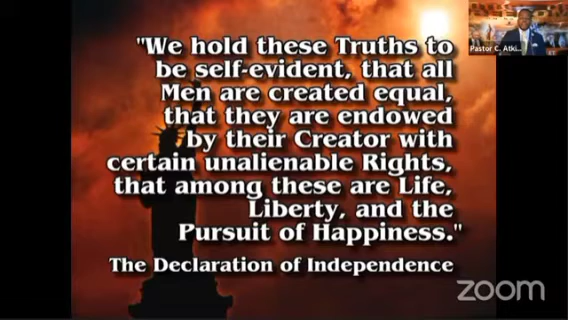 "We hold these Truths to
be self-evident, that all
Men are created equal,
that they are endowed
by their Creator with
certain unalienable Rights,
that among these are Life,
Liberty, and the
Pursuit of Happiness."
The Declaration of Independence
Pastor C. Atki...
zoom